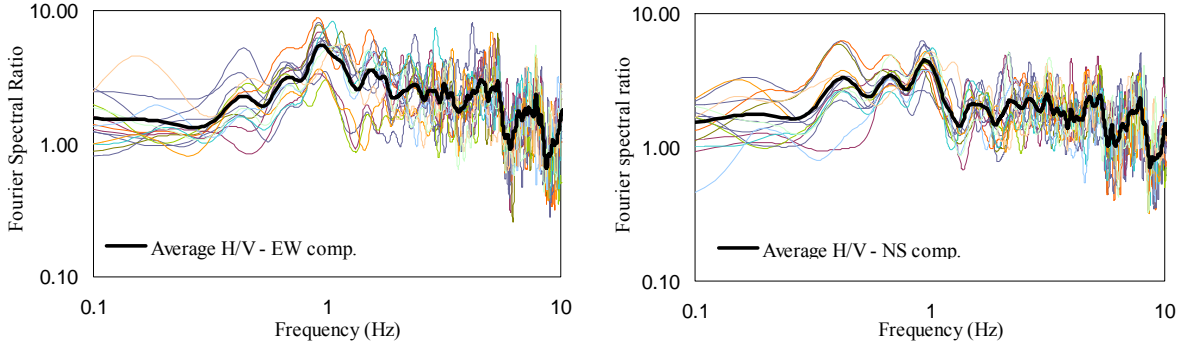 Fourier Spectral Ratio
10.00
1.00
0.10
Average H/V - EW comp.
0.1
1
10
Frequency (Hz)
Fourier spectral ratio
10.00
1.00
0.10
Average H/V - NS comp.
0.1
1
10
Frequency (Hz)